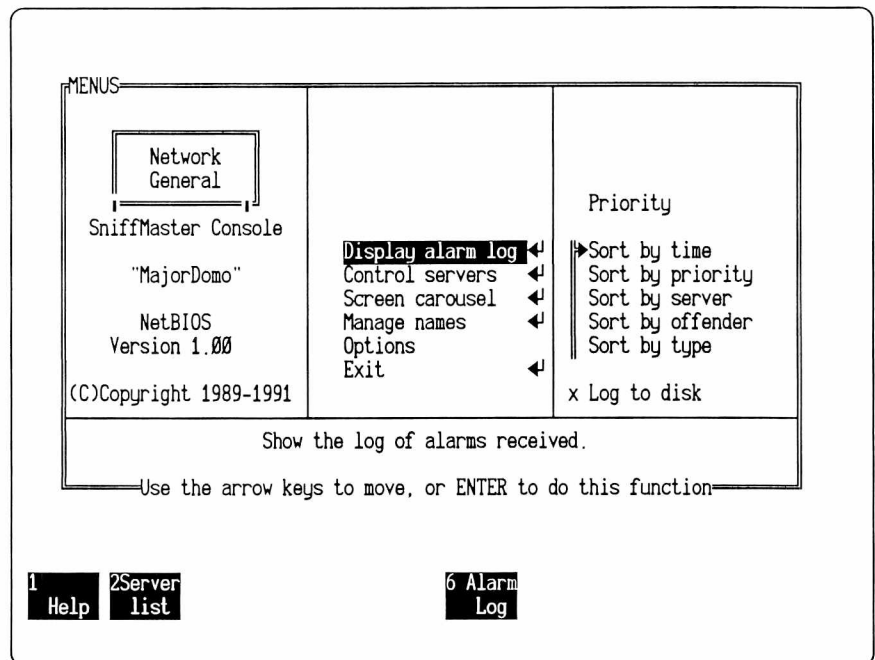 MENUS
Network
General
SniffMaster Console
"MajorDomo"
NetBIOS
Version 1.00
(C)Copyright 1989-1991
Display alarm log
Control servers
Screen carousel
Manage names
Options
Exit
Priority
Sort by time
Sort by priority
Sort by server
Sort by offender
Sort by type
x Log to disk
Show the log of alarms received.
Use the arrow keys to move, or ENTER to do this function
1 Help
2Server list
6 Alarm Log